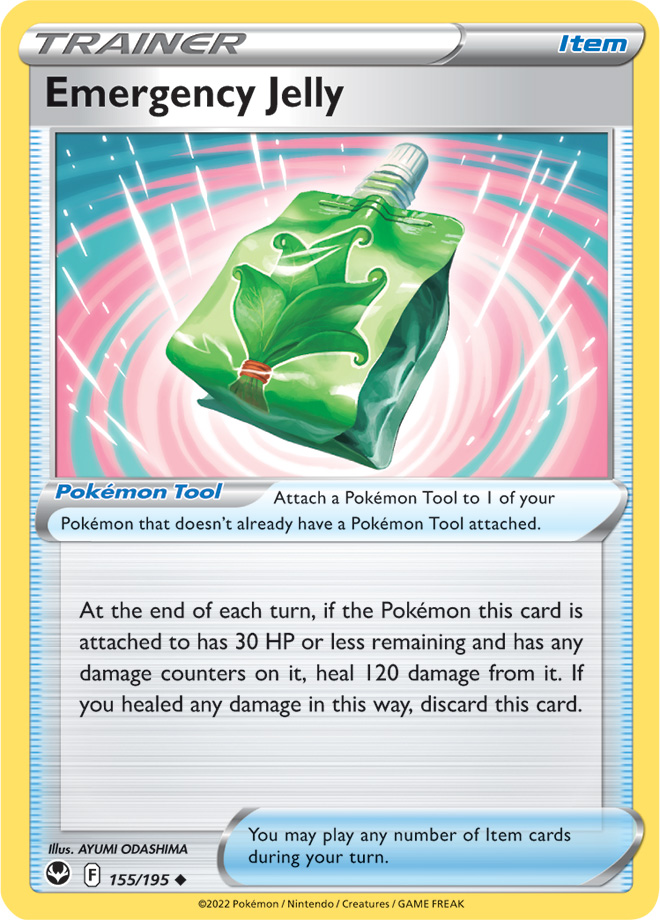 TRAINER
Item
Emergency Jelly
Pokémon Tool
Attach a Pokémon Tool to 1 of your
Pokémon that doesn't already have a Pokémon Tool attached.
At the end of each turn, if the Pokémon this card is
attached to has 30 HP or less remaining and has any
damage counters on it, heal 120 damage from it. If
you healed any damage in this way, discard this card.
Illus. AYUMI ODASHIMA
You may play any number of Item cards
during your turn.
F
155/195 ◆
©2022 Pokémon / Nintendo / Creatures / GAME FREAK